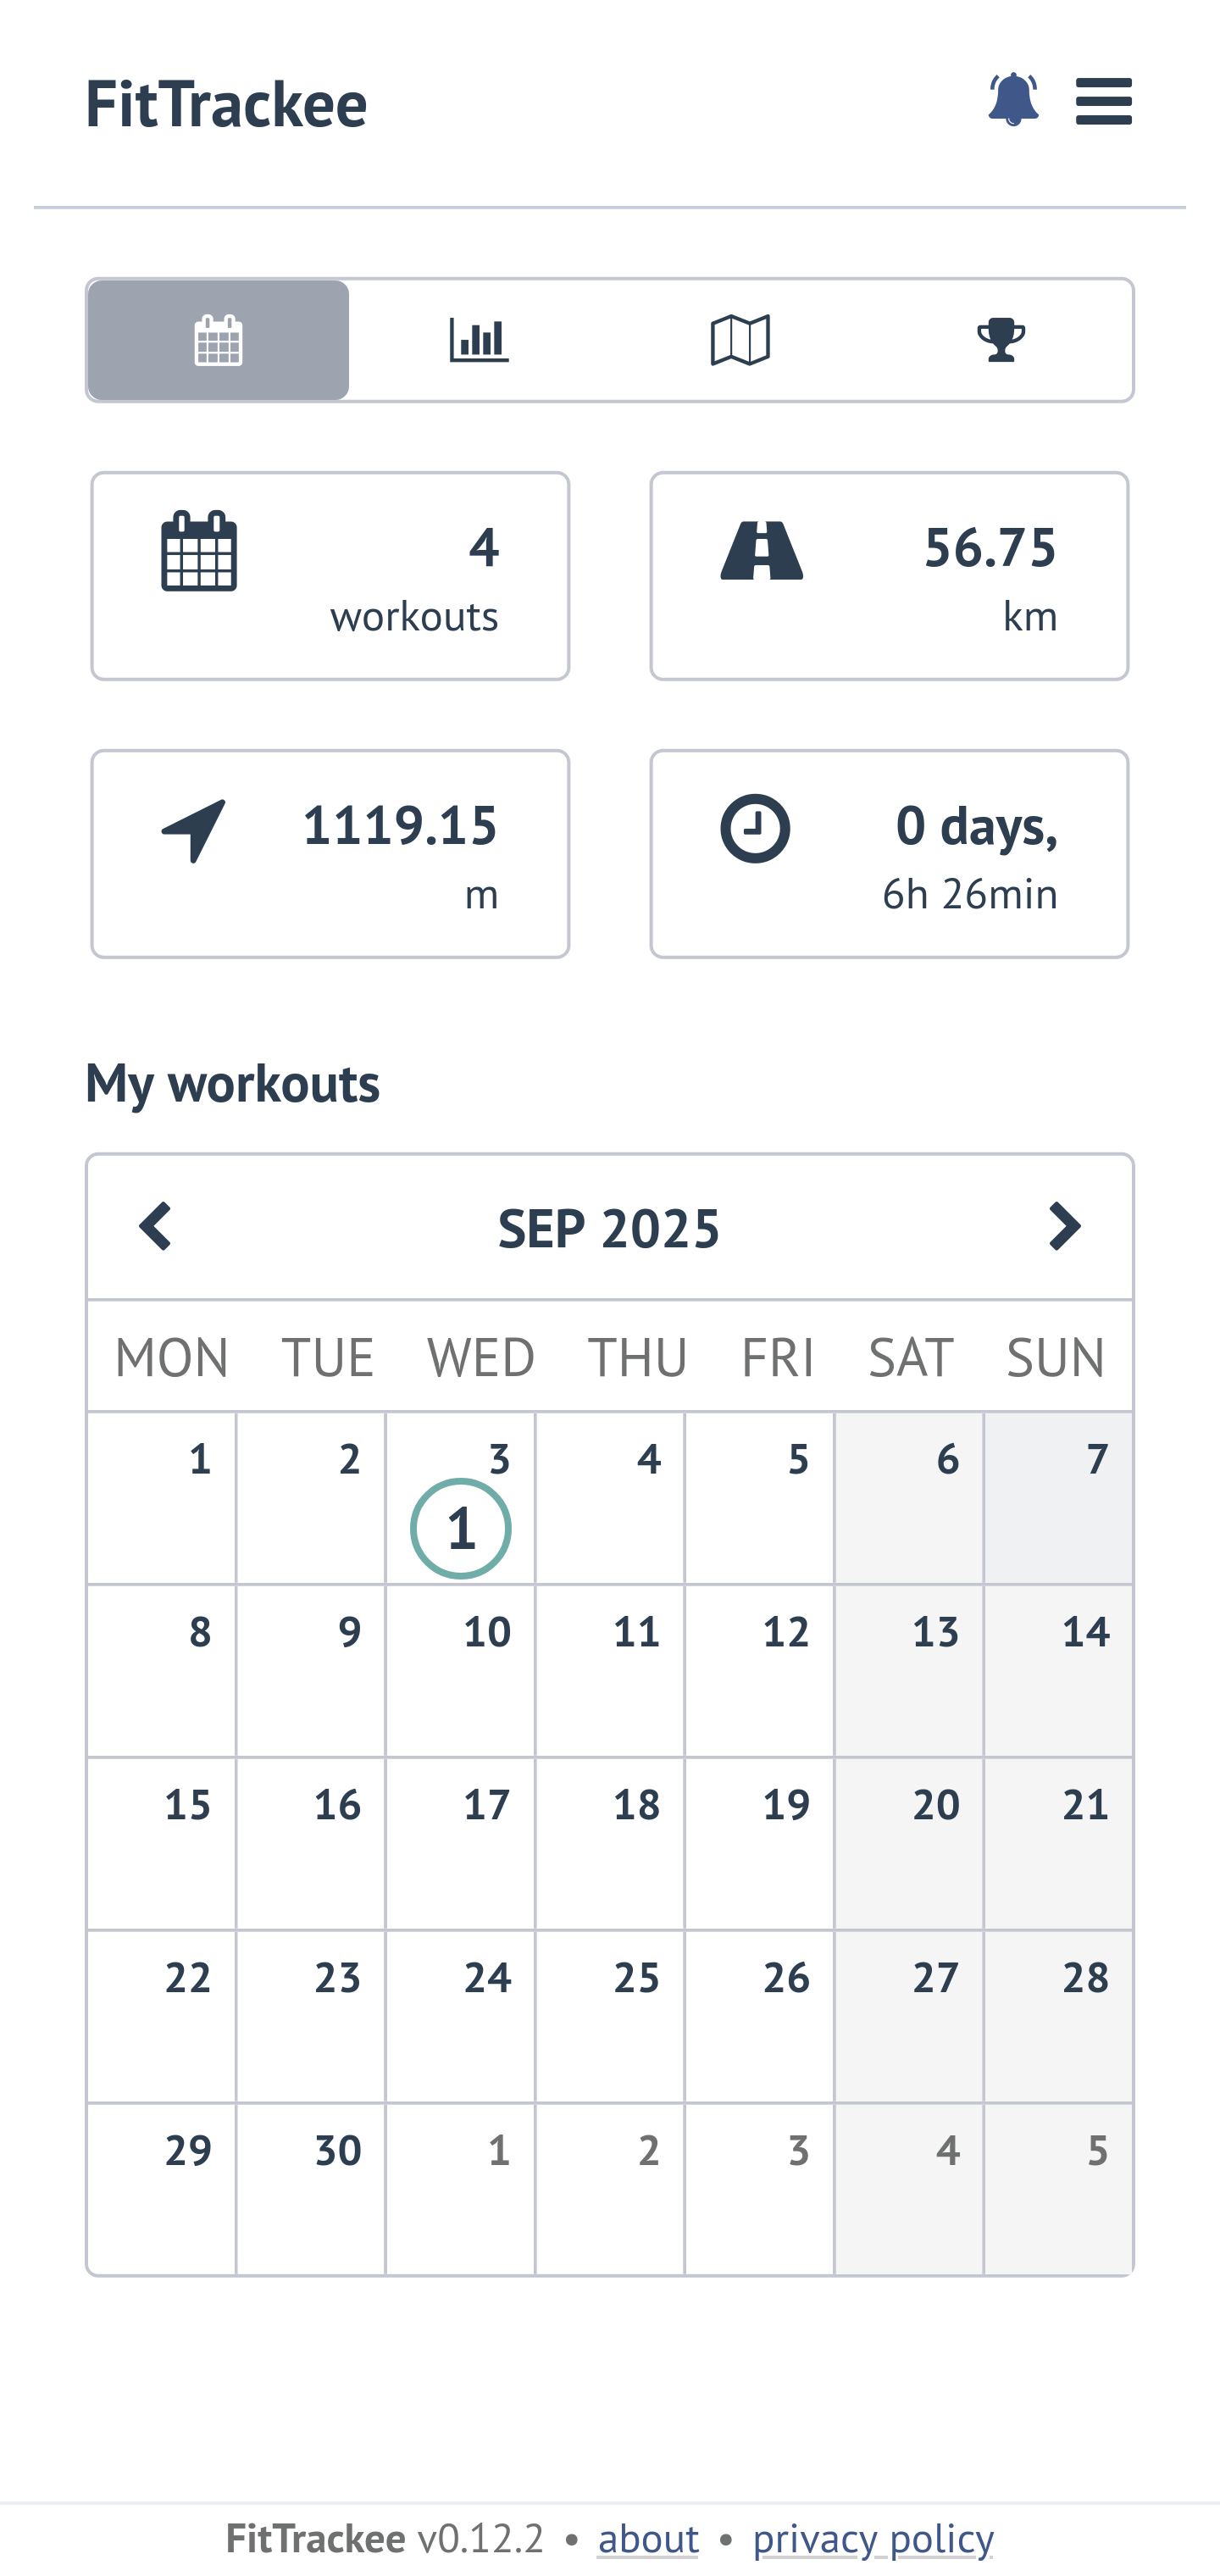 FitTrackee
4
workouts
56.75
km
1119.15
m
0 days,
6h 26min
My workouts
SEP 2025
MON TUE WED THU FRI SAT SUN
1 2 3 4 5 6 7
1
8 9 10 11 12 13 14
15 16 17 18 19 20 21
22 23 24 25 26 27 28
29 30 1 2 3 4 5
FitTrackee v0.12.2 • about • privacy policy